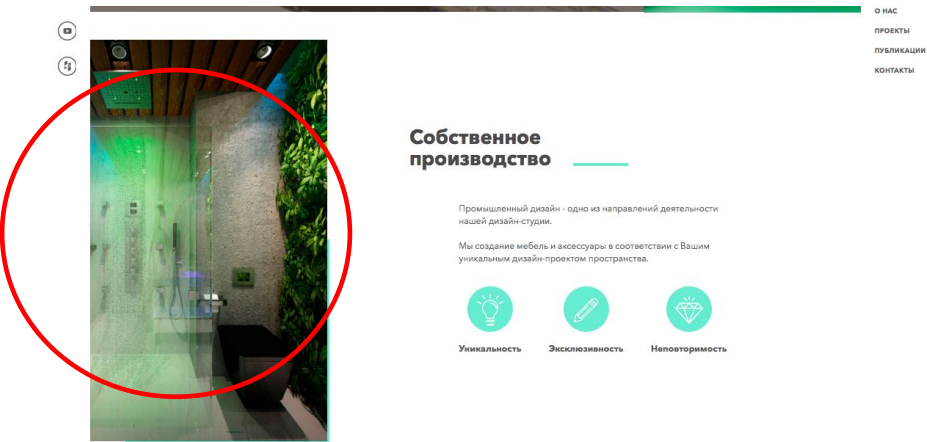 О НАС
ПРОЕКТЫ
ПУБЛИКАЦИИ
КОНТАКТЫ
Собственное
производство
Промышленный дизайн - одно из направлений деятельности
нашей дизайн-студии.
Мы создание мебель и аксессуары в соответствии с Вашим
уникальным дизайн-проектом пространства.
Уникальность
Эксклюзивность
Неповторимость